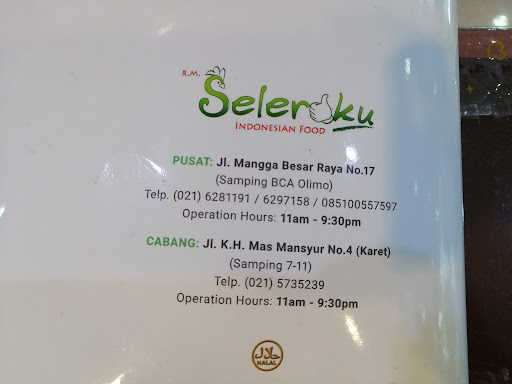 R.M.
Seleraku
INDONESIAN FOOD
PUSAT: Jl. Mangga Besar Raya No.17
(Samping BCA Olimo)
Telp. (021) 6281191 / 6297158 / 085100557597
Operation Hours: 11am - 9:30pm
CABANG: Jl. K.H. Mas Mansyur No.4 (Karet)
(Samping 7-11)
Telp. (021) 5735239
Operation Hours: 11am - 9:30pm
حلال
HALAL